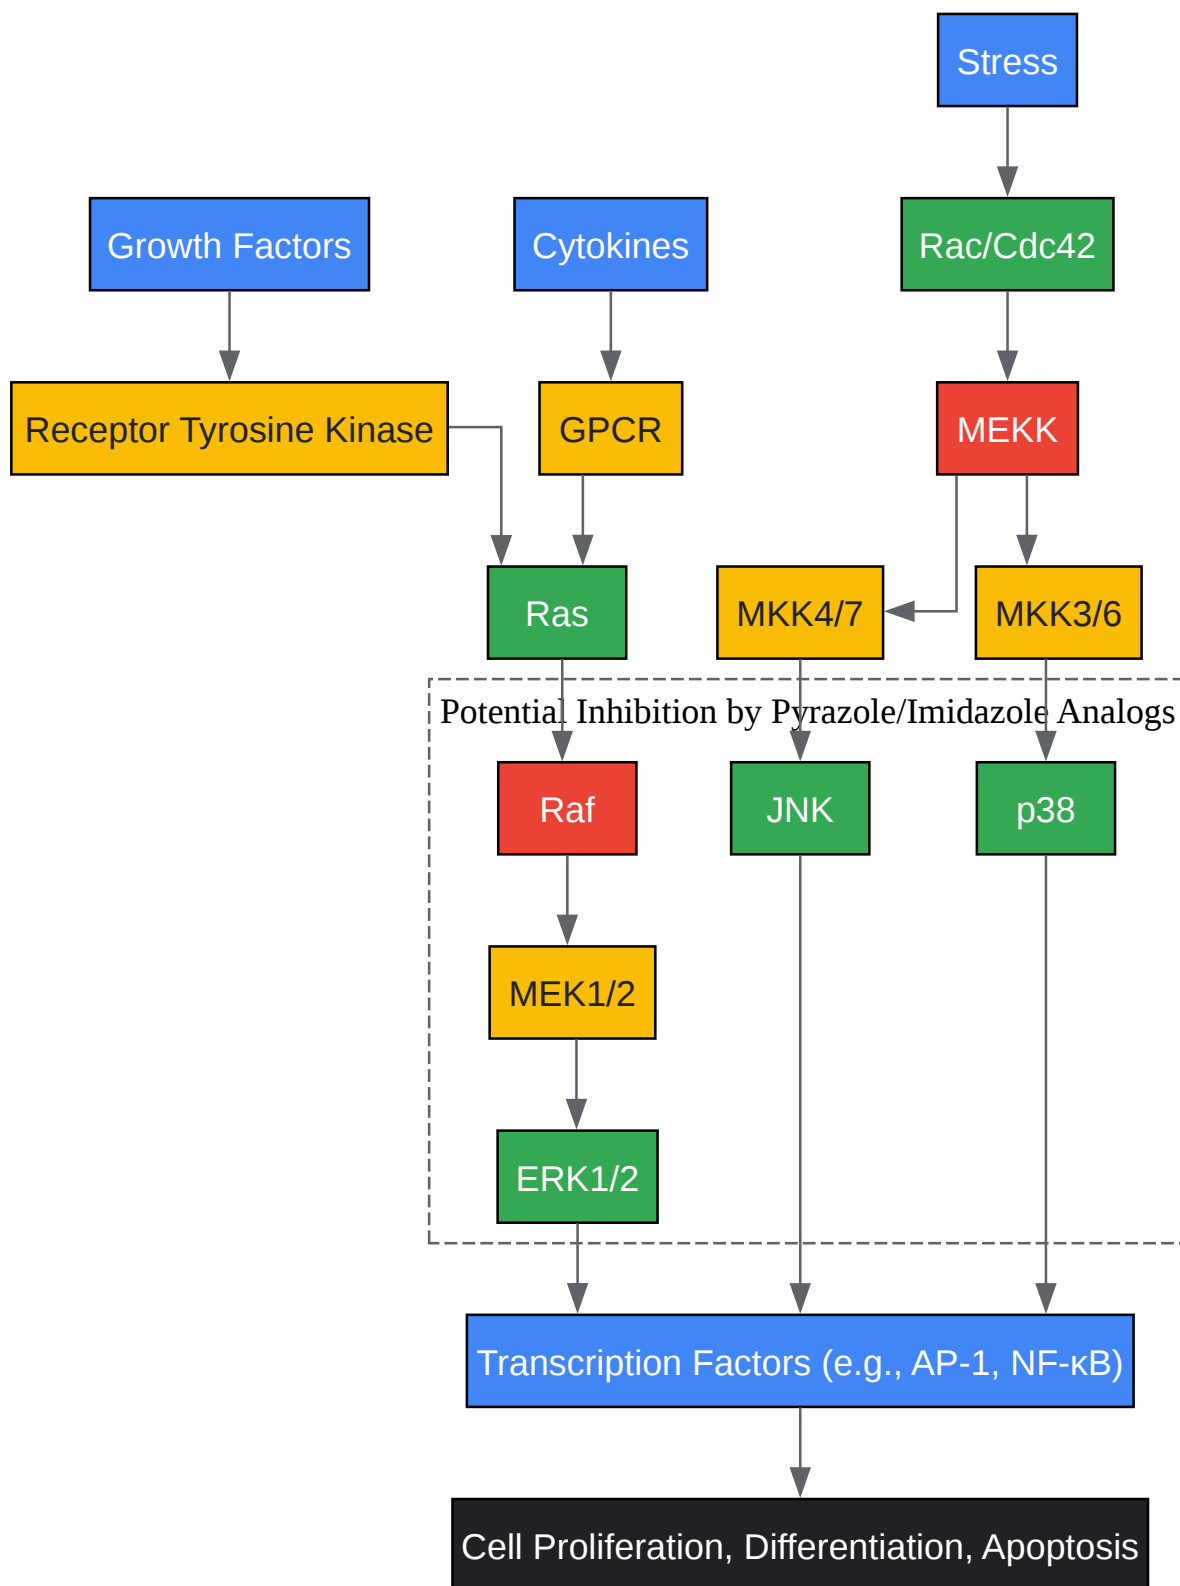 Stress
Growth Factors
Cytokines
Rac/Cdc42
Receptor Tyrosine Kinase
GPCR
MEKK
Ras
MKK4/7
MKK3/6
Potential Inhibition by Pyrazole/Imidazole Analogs
Raf
JNK
p38
MEK1/2
ERK1/2
Transcription Factors (e.g., AP-1, NF-κB)
Cell Proliferation, Differentiation, Apoptosis